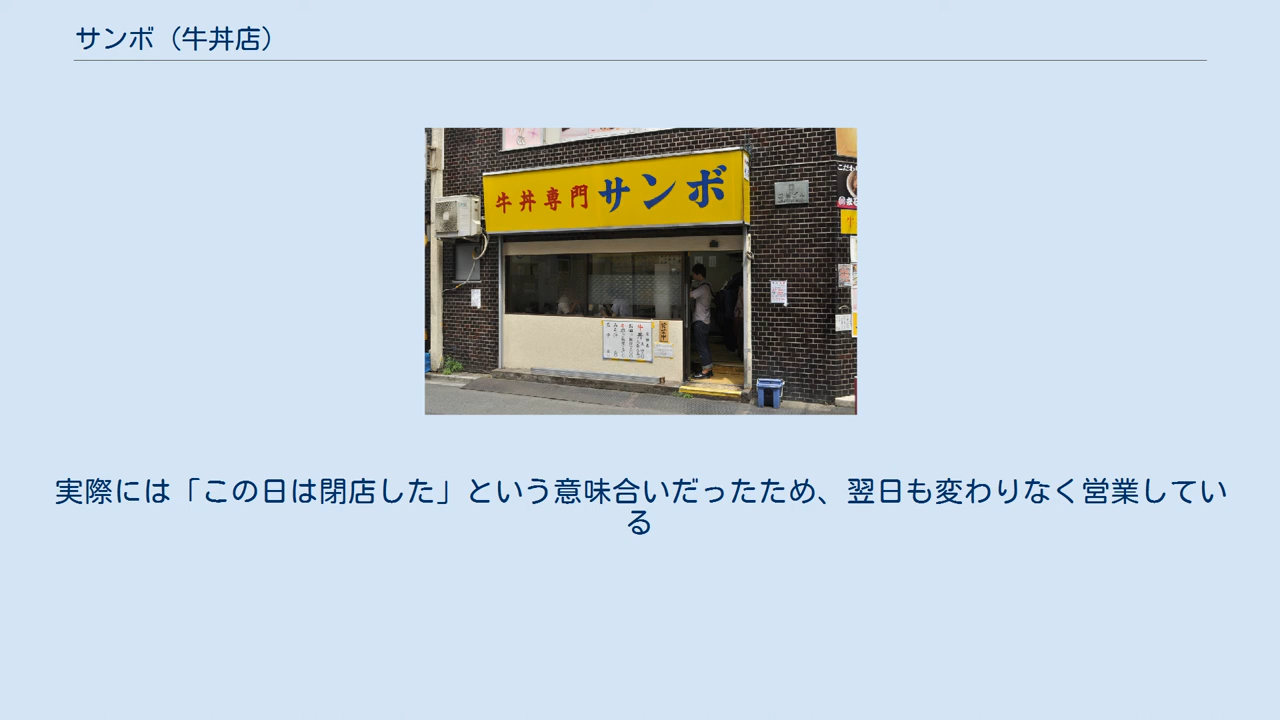 サンボ（牛丼店）
牛丼専門 サンボ
実際には「この日は閉店した」という意味合いだったため、翌日も変わりなく営業してい
る